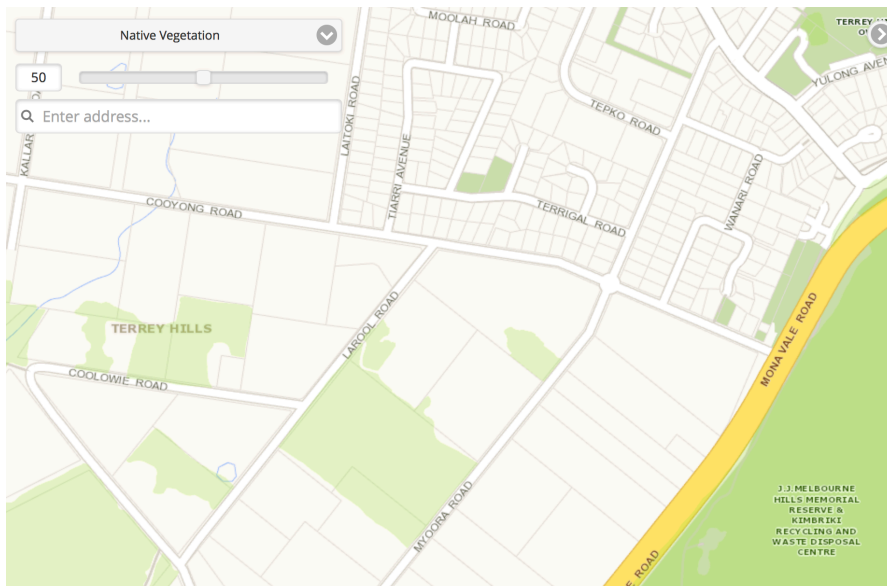 Native Vegetation
50
Enter address...
MOOLAH ROAD
TERREY
YULONG AVEN
KALLAR
LAITOKI ROAD
TEPKO ROAD
TIARRI AVENUE
WANARI ROAD
COOYONG ROAD
TERRIGAL ROAD
TERREY HILLS
LAROOL ROAD
MONA VALE ROAD
COOLOWIE ROAD
MYOORA ROAD
J.J.MELBOURNE
HILLS MEMORIAL
RESERVE &
KIMBRIKI
RECYCLING AND
WASTE DISPOSAL
CENTRE
E ROAD